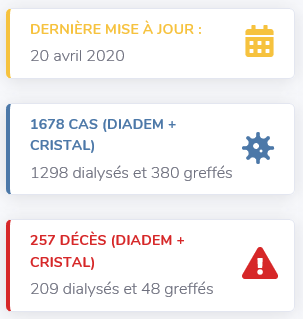 DERNIÈRE MISE À JOUR :
20 avril 2020
1678 CAS (DIADEM +
CRISTAL)
1298 dialysés et 380 greffés
257 DÉCÈS (DIADEM +
CRISTAL)
209 dialysés et 48 greffés